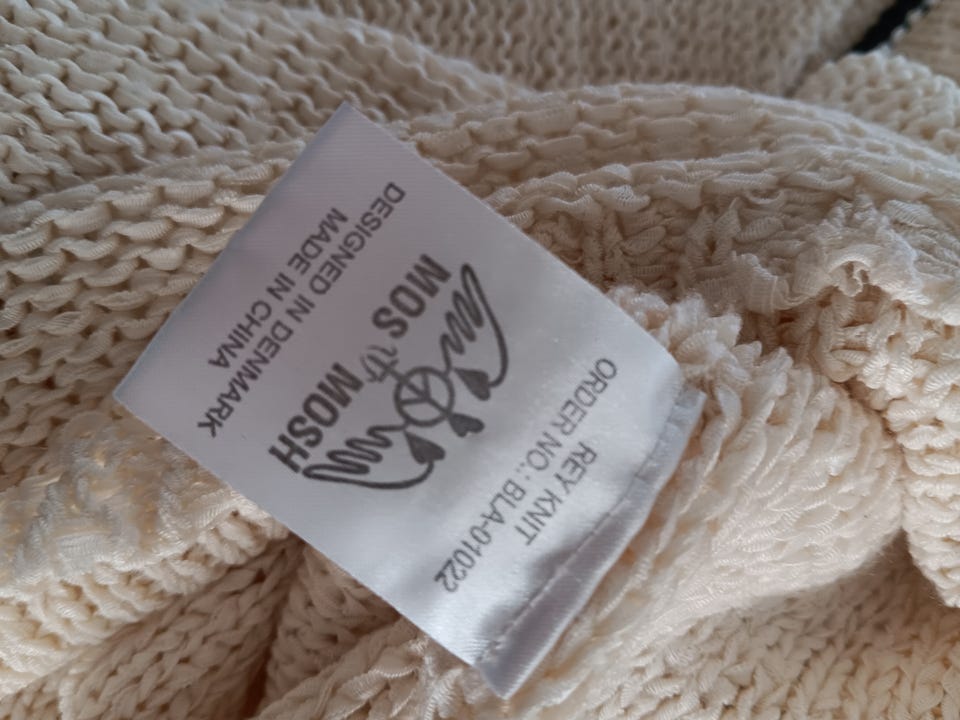 REY KNIT
ORDER NO.: BLA-01022
MOS MOSH
DESIGNED IN DENMARK
MADE IN CHINA